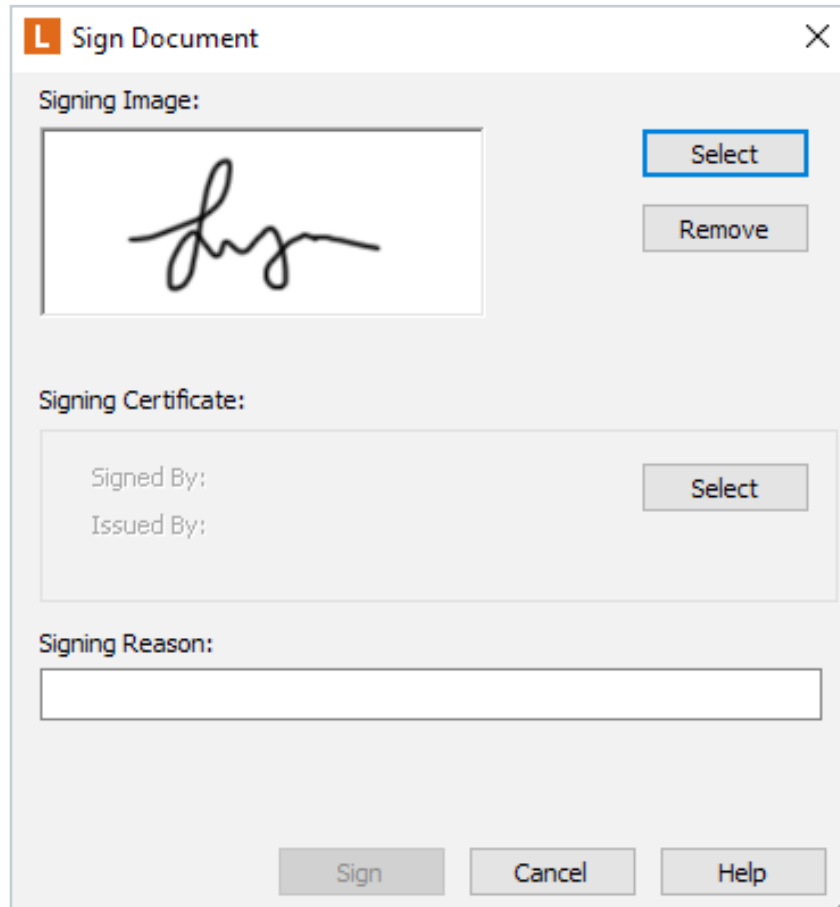 L Sign Document
Signing Image:
Select
Remove
Signing Certificate:
Signed By:
Select
Issued By:
Signing Reason:
Sign Cancel Help